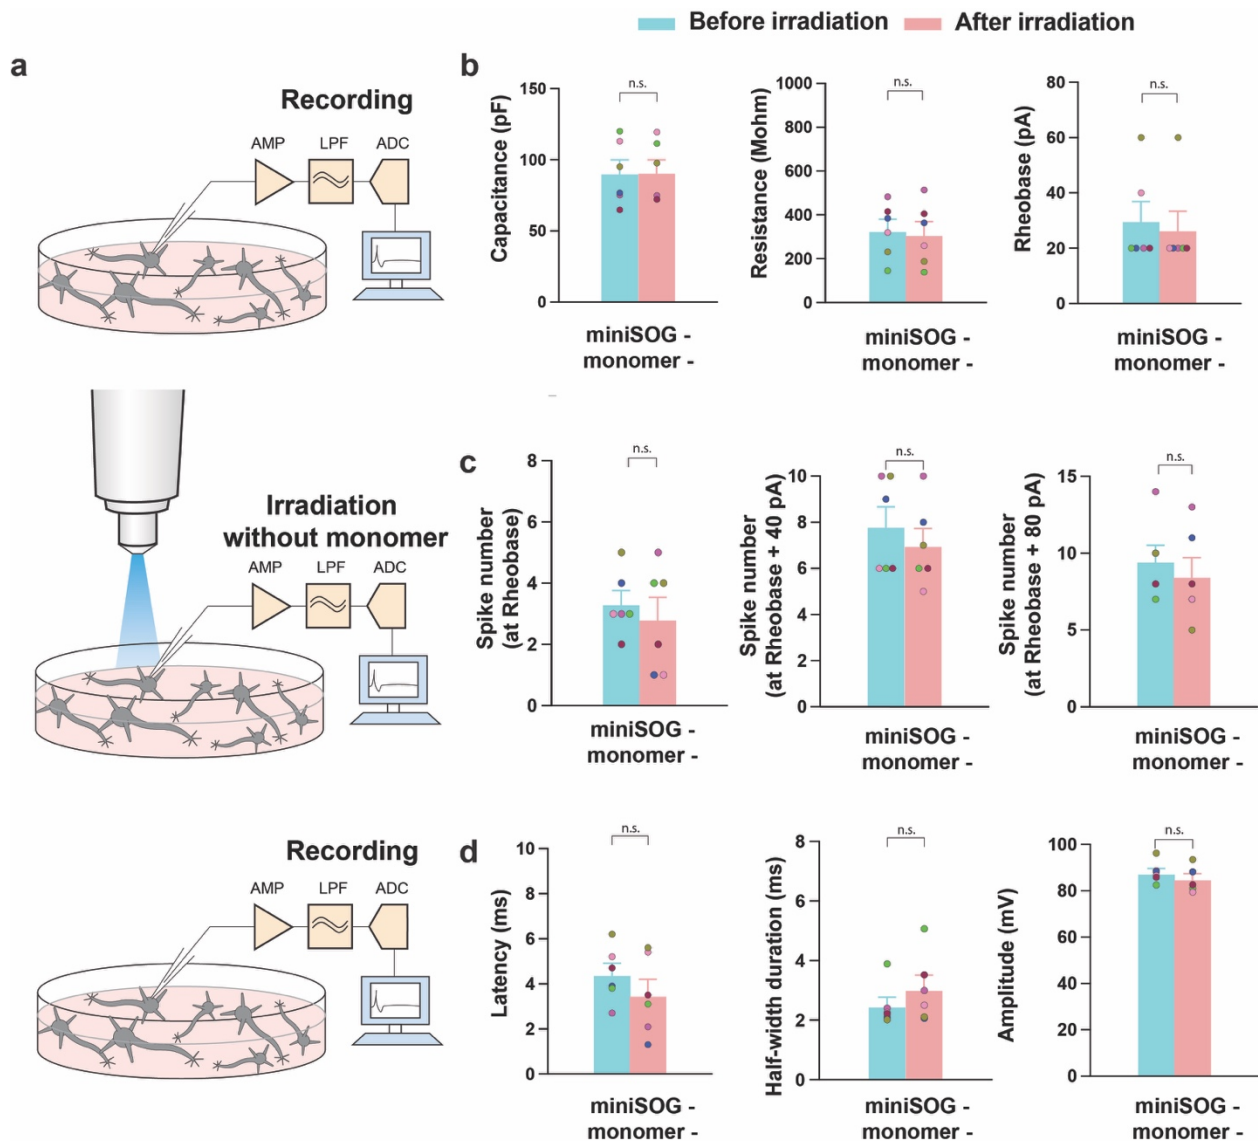 Before irradiation After irradiation
a
Recording
AMP LPF ADC
Irradiation
without monomer
AMP LPF ADC
Recording
AMP LPF ADC
b
Capacitance (pF)
150
100
50
0
n.s.
miniSOG -
monomer -
Resistance (Mohm)
1000
800
600
400
200
0
n.s.
miniSOG -
monomer -
Rheobase (pA)
80
60
40
20
0
n.s.
miniSOG -
monomer -
c
Spike number
(at Rheobase)
8
6
4
2
0
n.s.
miniSOG -
monomer -
Spike number
(at Rheobase + 40 pA)
10
8
6
4
2
0
n.s.
miniSOG -
monomer -
Spike number
(at Rheobase + 80 pA)
15
10
5
0
n.s.
miniSOG -
monomer -
d
Latency (ms)
10
8
6
4
2
0
n.s.
miniSOG -
monomer -
Half-width duration (ms)
8
6
4
2
0
n.s.
miniSOG -
monomer -
Amplitude (mV)
100
80
60
40
20
0
n.s.
miniSOG -
monomer -